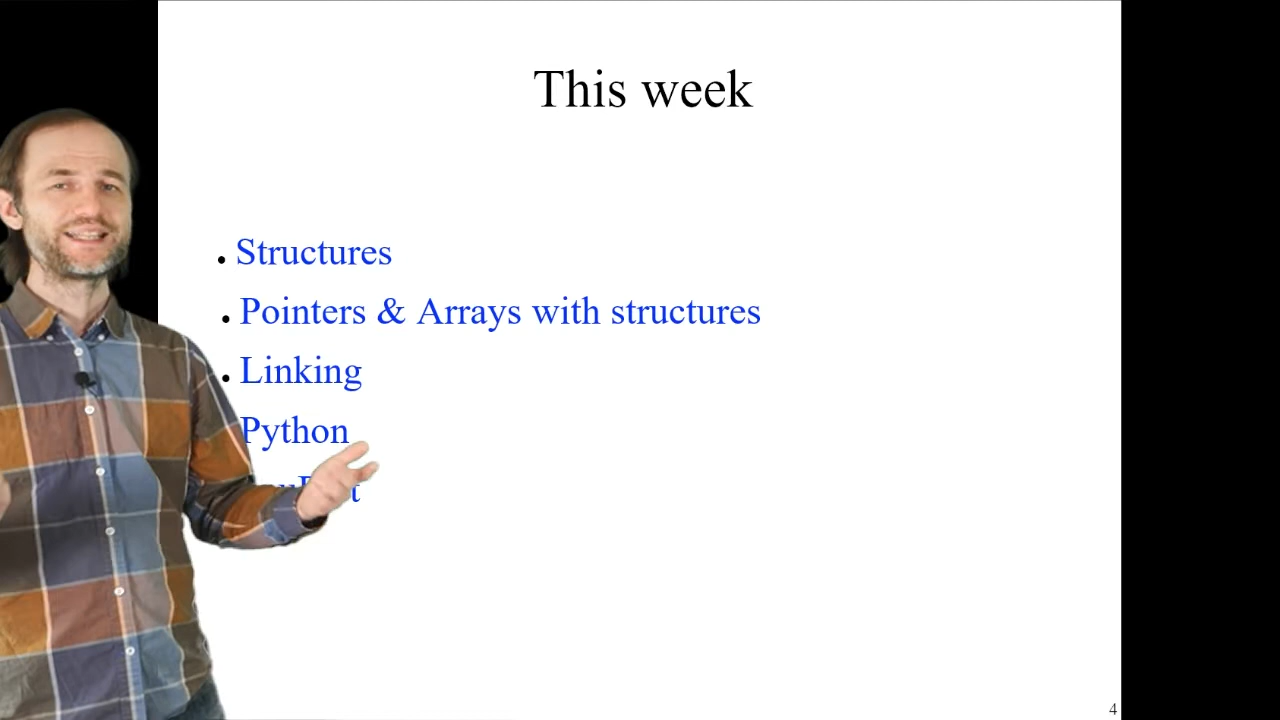 This week
• Structures
• Pointers & Arrays with structures
• Linking
Python
4